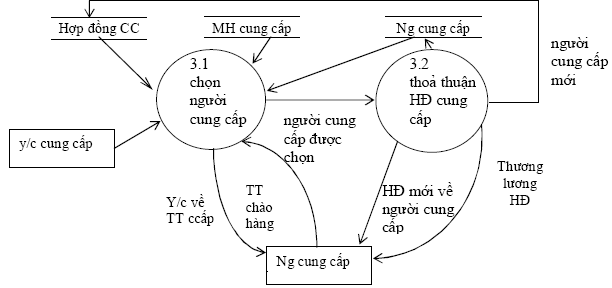 Hợp đồng CC
MH cung cấp
Ng cung cấp
người
cung cấp
mới
3.1
chọn
người
cung cấp
3.2
thoả thuận
HĐ cung
cấp
người cung
cấp được
chọn
y/c cung cấp
Y/c về
TT ccấp
TT
chào
hàng
HĐ mới về
người cung
cấp
Thương
lương
HĐ
Ng cung cấp